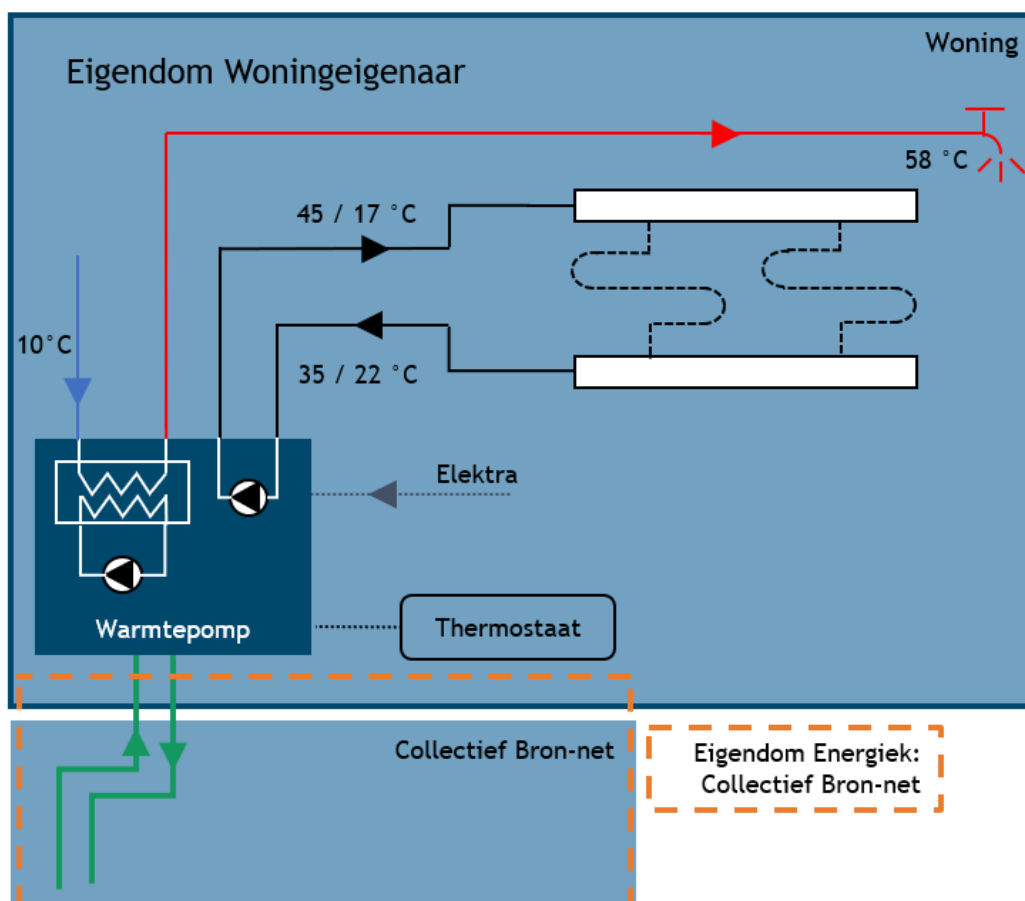 Woning
Eigendom Woningeigenaar
58 °C
45 / 17 °C
10°C
35 / 22 °C
Elektra
Warmtepomp
Thermostaat
Collectief Bron-net
Eigendom Energiek:
Collectief Bron-net